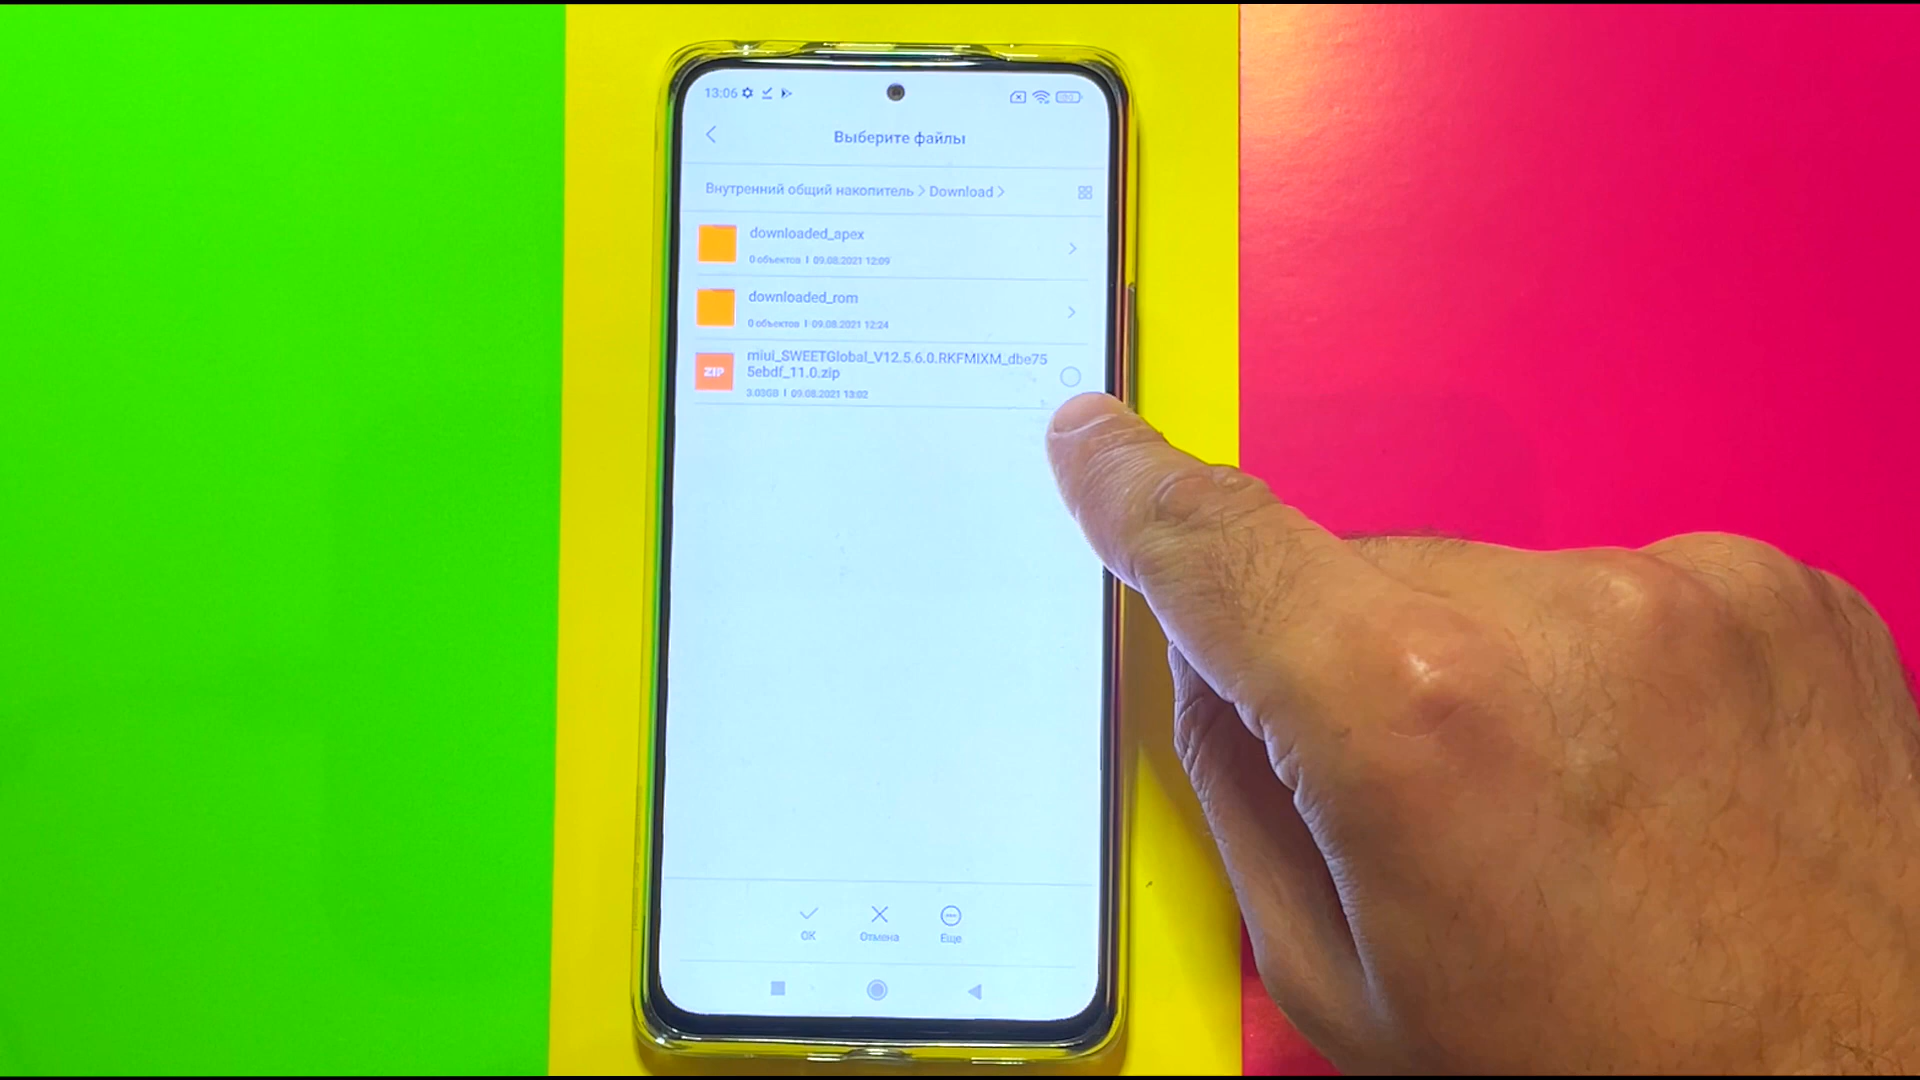 13:06
Выберите файлы
Внутренний общий накопитель > Download >
downloaded_apex
0 объектов | 09.08.2021 12:09
downloaded_rom
0 объектов | 09.08.2021 12:24
ZIP
miui_SWEETGlobal_V12.5.6.0.RKFMIXM_dbe75
5ebdf_11.0.zip
3.03GB | 09.08.2021 13:02
OK
Отмена
Еще